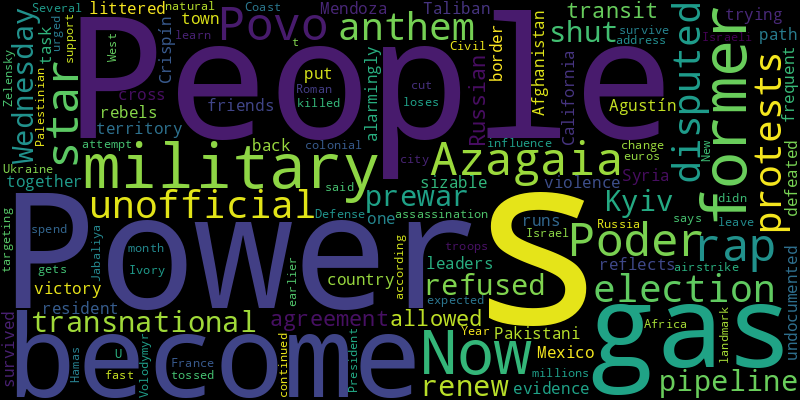 Several natural littered town Povo Mendoza Taliban transit trying
Wednesday urged task support West Crispin anthem shut former
Zelensky People border Afghanistan California survive path
Palestinian star learn t Roman Civil address Israeli disputed
cross put friends alarmingly Russian Agustín protests frequent
rebels killed cut loses
territory back colonial influence change New defeated
attempt military city Azagaia violence euros
Ukraine together said sizable Syria didn
unofficial prewar Kyiv says leave
targeting Power Defense one assassination s runs Poder Russia rap
spend month country leaders Israel reflects airstrike
gets Jabaliya Ivory earlier according refused troops election
victory expected
resident transnational agreement allowed gas Africa landmark undocumented
survived become Year Pakistani
Hamas U France President continued Now Mexico
fast Volodymyr tossed Coast renew millions evidence pipeline